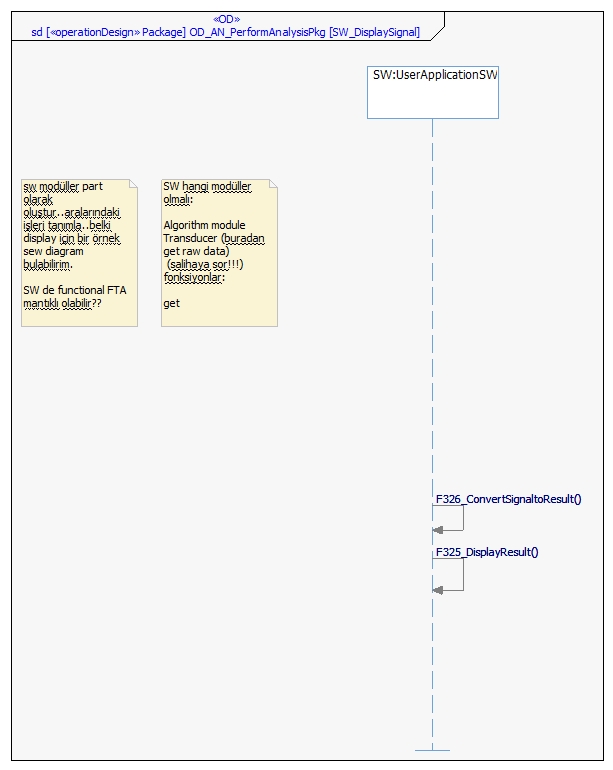 «OD»
sd [«operationDesign» Package] OD_AN_PerformAnalysisPkg [SW_DisplaySignal]
SW:UserApplicationSW
sw modüller part
olarak
oluştur..aralarındaki
işleri tanımla..belki
display için bir örnek
sew diagram
bulabilirim.
SW de functional FTA
mantıklı olabilir??
SW hangi modüller
olmalı:
Algorithm module
Transducer (buradan
get raw data)
(salihaya sor!!!)
fonksiyonlar:
get
F326_ConvertSignaltoResult()
F325_DisplayResult()